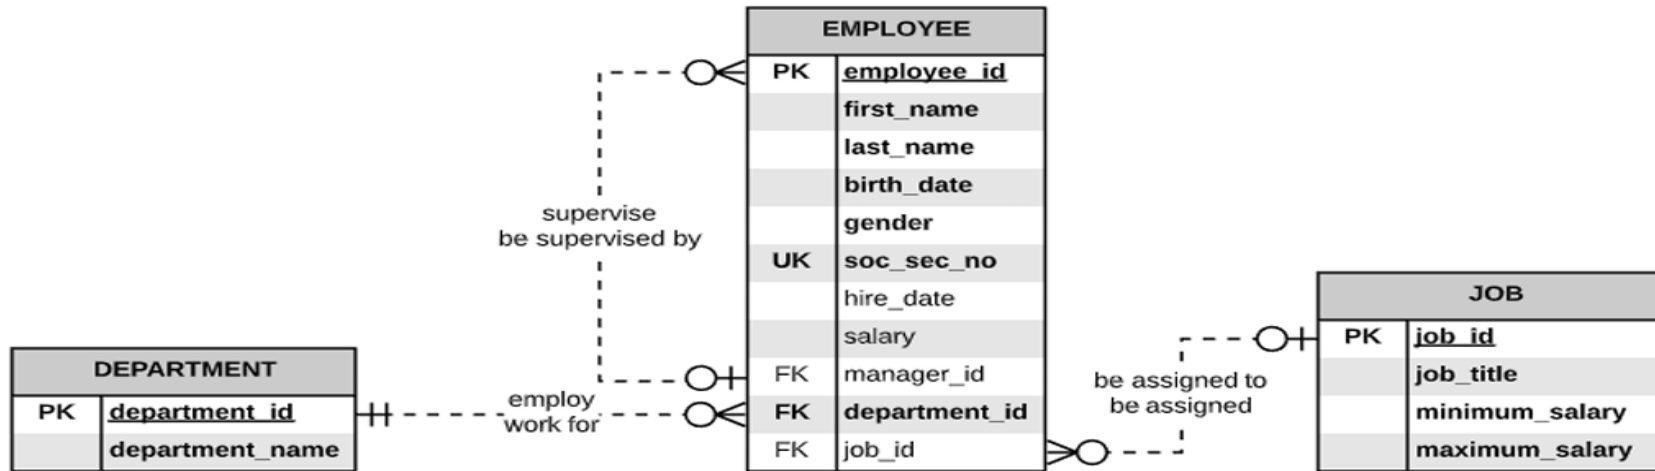 EMPLOYEE
PK employee_id
first_name
last_name
birth_date
gender
UK soc_sec_no
hire_date
salary
FK manager_id
FK department_id
FK job_id
supervise
be supervised by
DEPARTMENT
PK department_id
department_name
employ
work for
JOB
PK job_id
job_title
minimum_salary
maximum_salary
be assigned to
be assigned